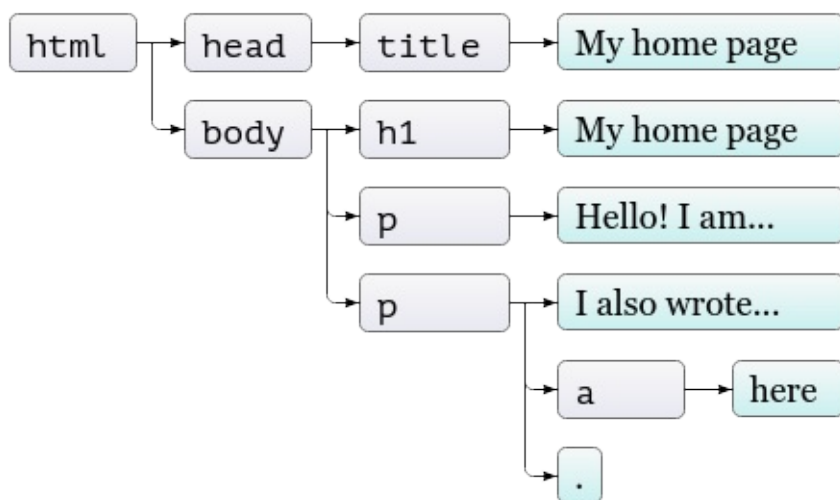 html head title My home page
body h1 My home page
p Hello! I am...
p I also wrote...
a here
.